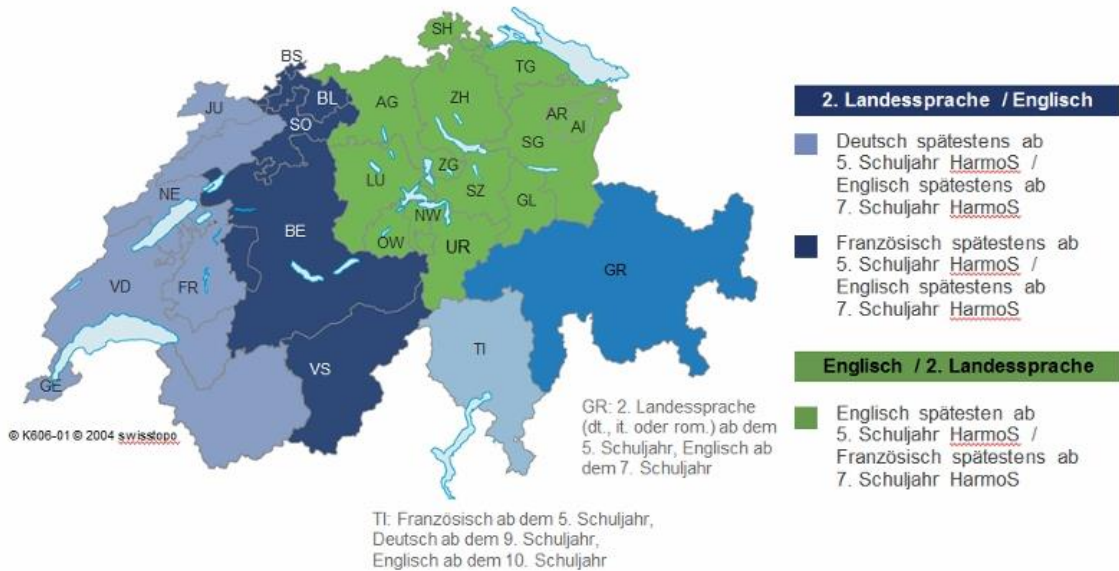 SH
BS
TG
BL
JU
AG
ZH
AR
AI
SO
SG
ZG
LU
SZ
NE
GL
NW
BE
OW
UR
GR
VD
FR
TI
VS
GE
© K606-01 © 2004 swisstopo
GR: 2. Landessprache
(dt., it. oder rom.) ab dem
5. Schuljahr, Englisch ab
dem 7. Schuljahr
TI: Französisch ab dem 5. Schuljahr,
Deutsch ab dem 9. Schuljahr,
Englisch ab dem 10. Schuljahr
2. Landessprache / Englisch
Deutsch spätestens ab
5. Schuljahr HarmoS /
Englisch spätestens ab
7. Schuljahr HarmoS
Französisch spätestens ab
5. Schuljahr HarmoS /
Englisch spätestens ab
7. Schuljahr HarmoS
Englisch / 2. Landessprache
Englisch spätesten ab
5. Schuljahr HarmoS /
Französisch spätestens ab
7. Schuljahr HarmoS